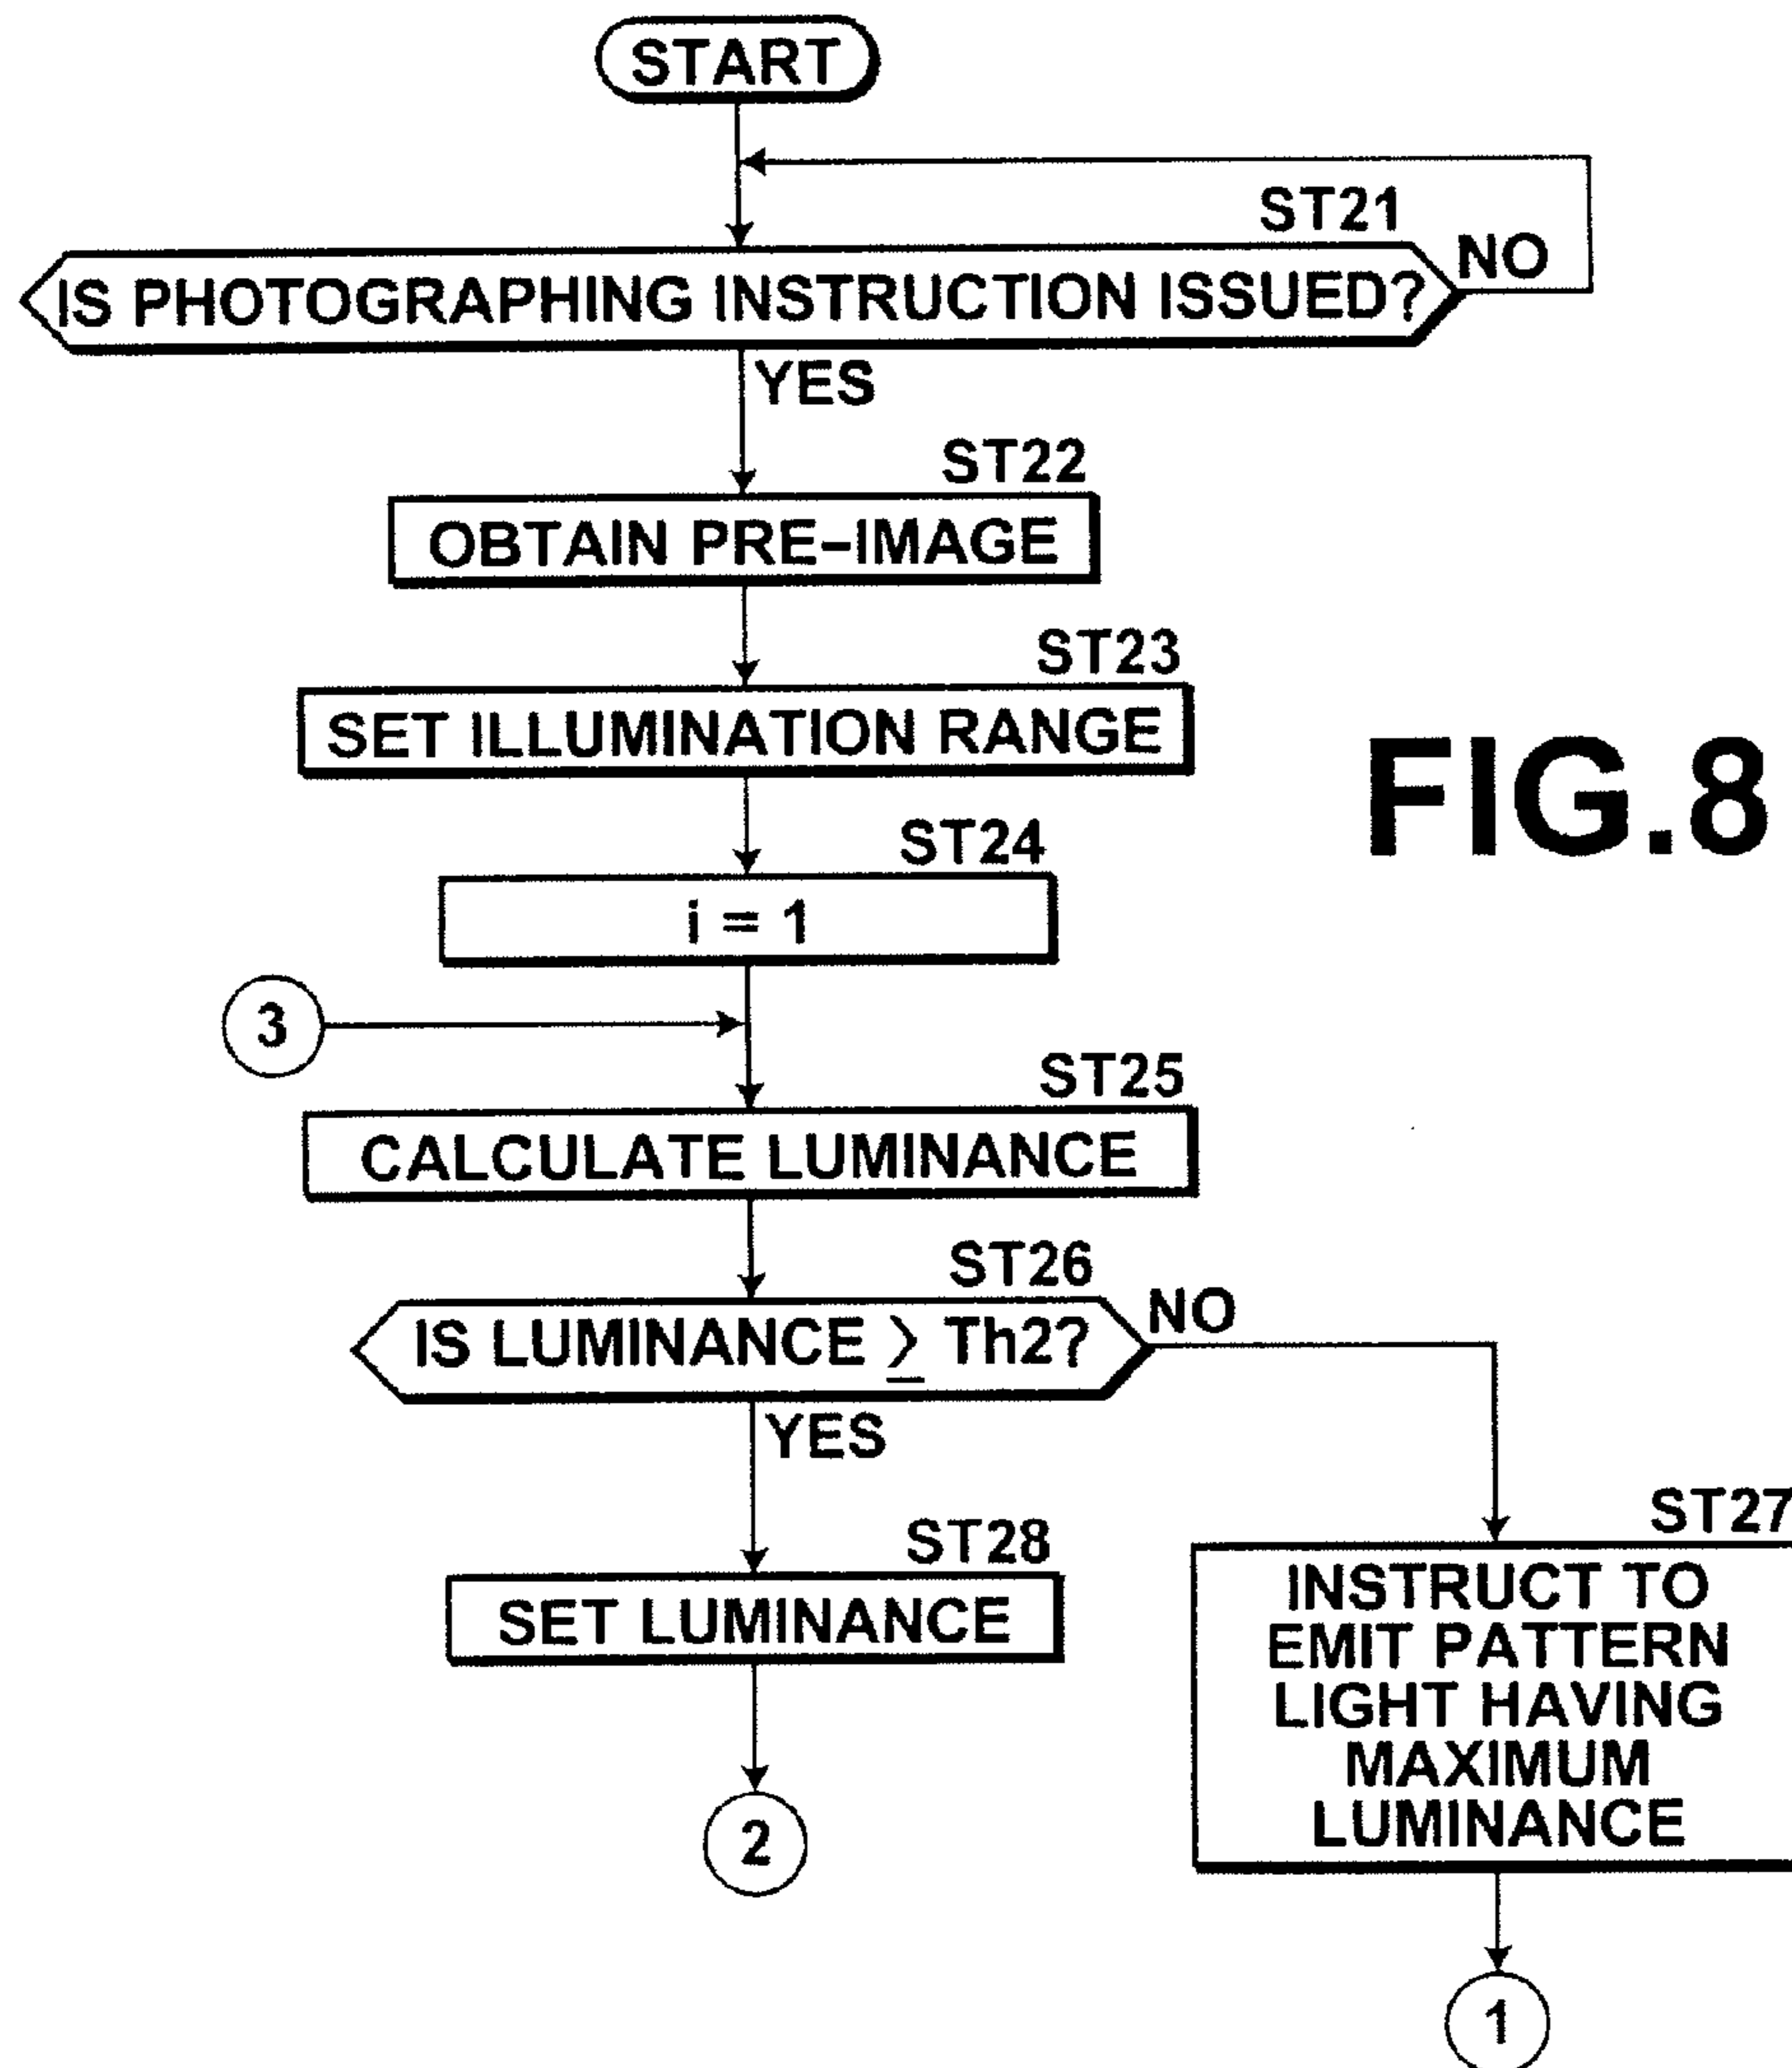 START
ST21
IS PHOTOGRAPHING INSTRUCTION ISSUED?
NO
YES
ST22
OBTAIN PRE-IMAGE
ST23
SET ILLUMINATION RANGE
FIG.8
ST24
i = 1
3
ST25
CALCULATE LUMINANCE
ST26
IS LUMINANCE ≥ Th2?
NO
YES
ST28
SET LUMINANCE
2
ST27
INSTRUCT TO
EMIT PATTERN
LIGHT HAVING
MAXIMUM
LUMINANCE
1